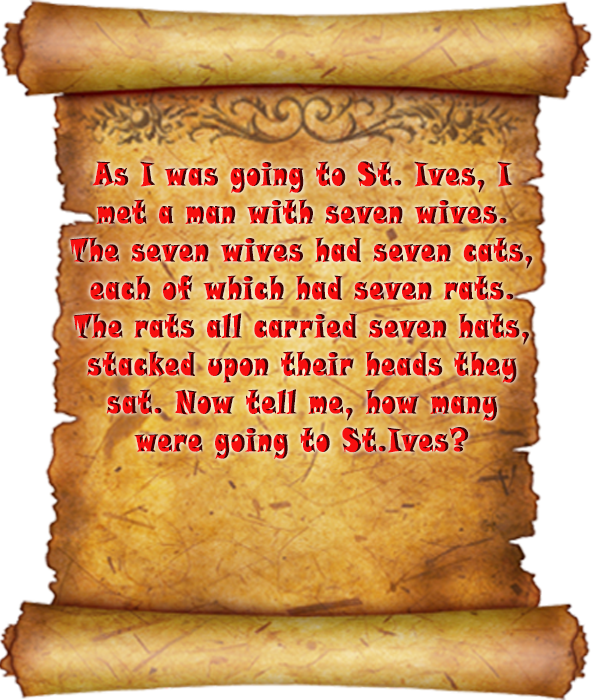 As I was going to St. Ives, I
met a man with seven wives.
The seven wives had seven cats,
each of which had seven rats.
The rats all carried seven hats,
stacked upon their heads they
sat. Now tell me, how many
were going to St.Ives?